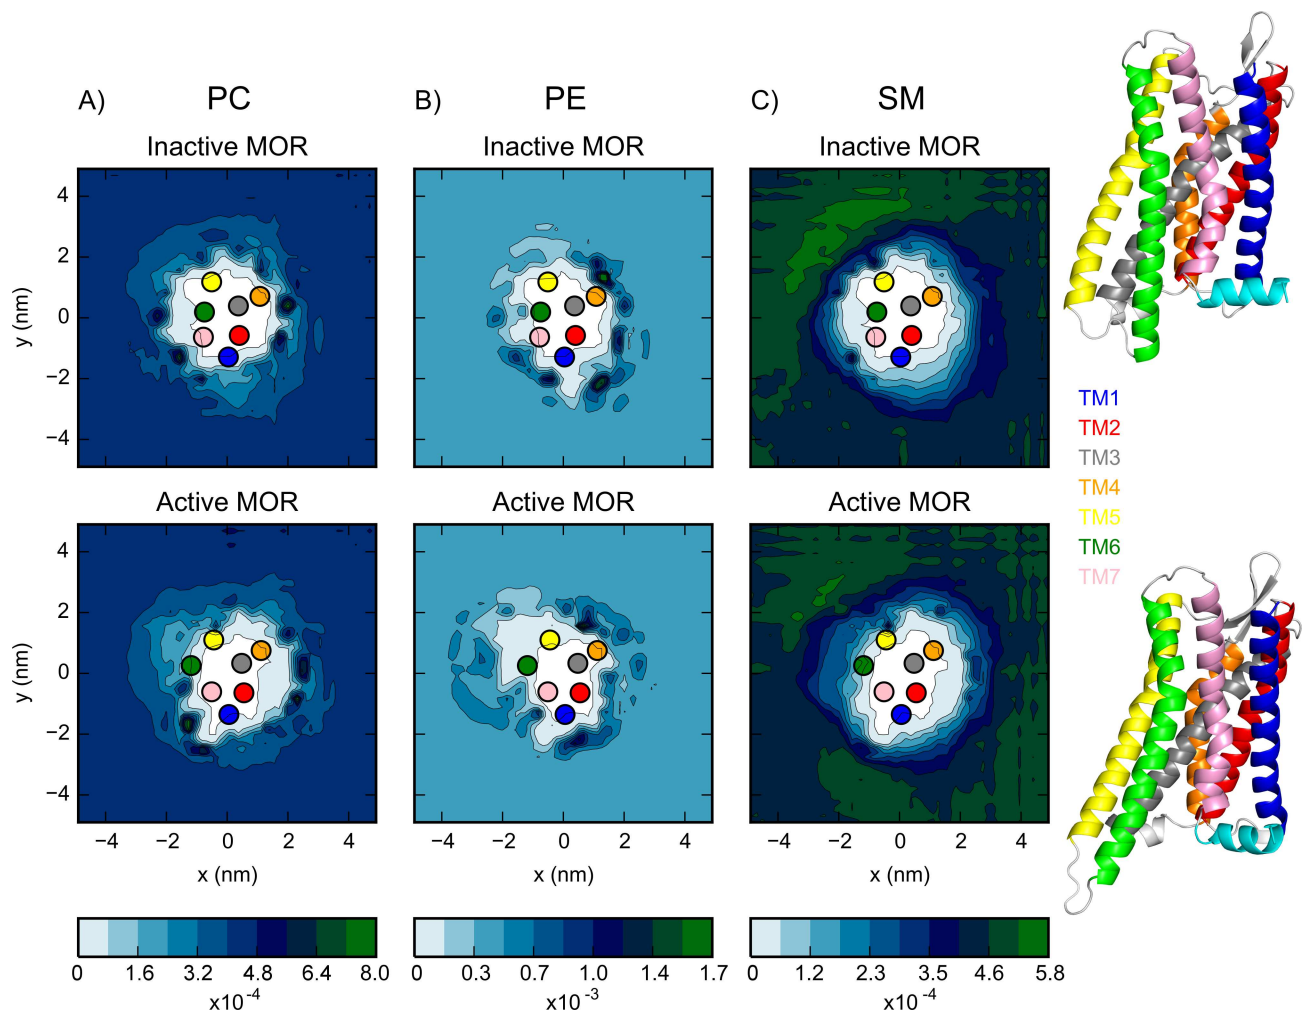 A) PC B) PE C) SM
Inactive MOR Inactive MOR Inactive MOR
4
2
0
−2
−4
y (nm)
Active MOR Active MOR Active MOR
4
2
0
−2
−4
y (nm)
−4 −2 0 2 4 −4 −2 0 2 4 −4 −2 0 2 4
x (nm) x (nm) x (nm)
0 1.6 3.2 4.8 6.4 8.0 0 0.3 0.7 1.0 1.4 1.7 0 1.2 2.3 3.5 4.6 5.8
x10⁻⁴ x10⁻³ x10⁻⁴
TM1
TM2
TM3
TM4
TM5
TM6
TM7